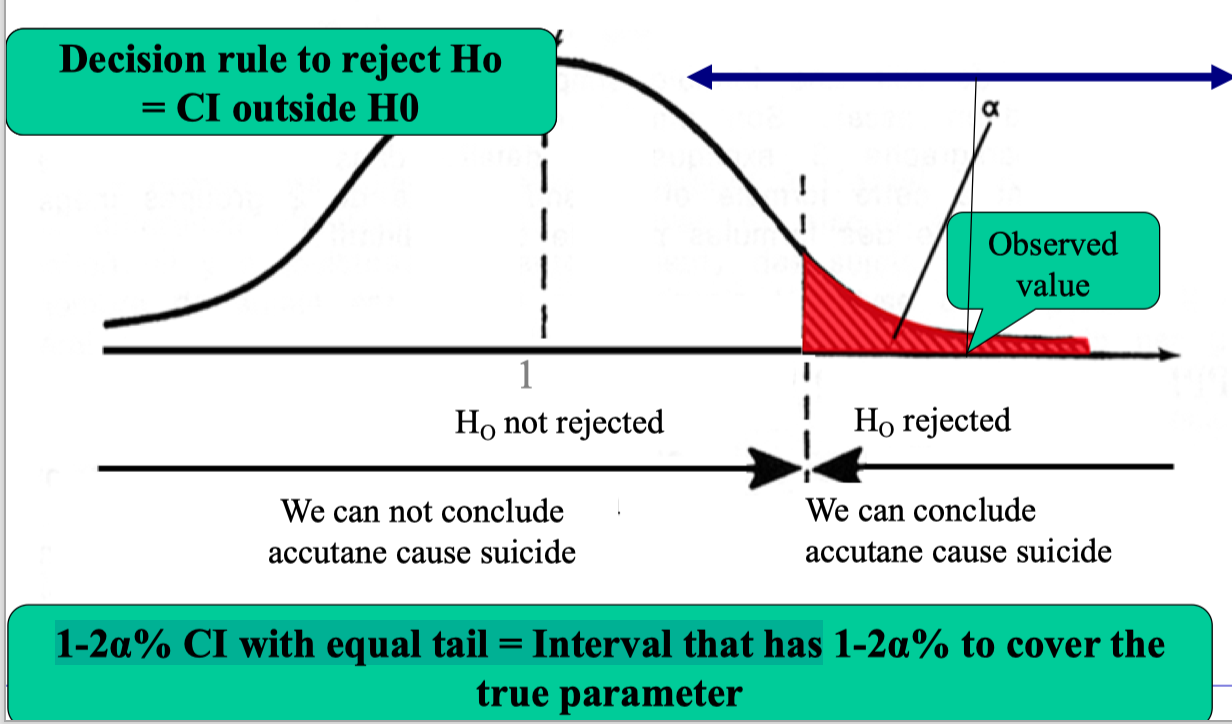 Decision rule to reject Ho
= CI outside H0
α
Observed
value
1
HO not rejected
HO rejected
We can not conclude
accutane cause suicide
We can conclude
accutane cause suicide
1-2α% CI with equal tail = Interval that has 1-2α% to cover the
true parameter